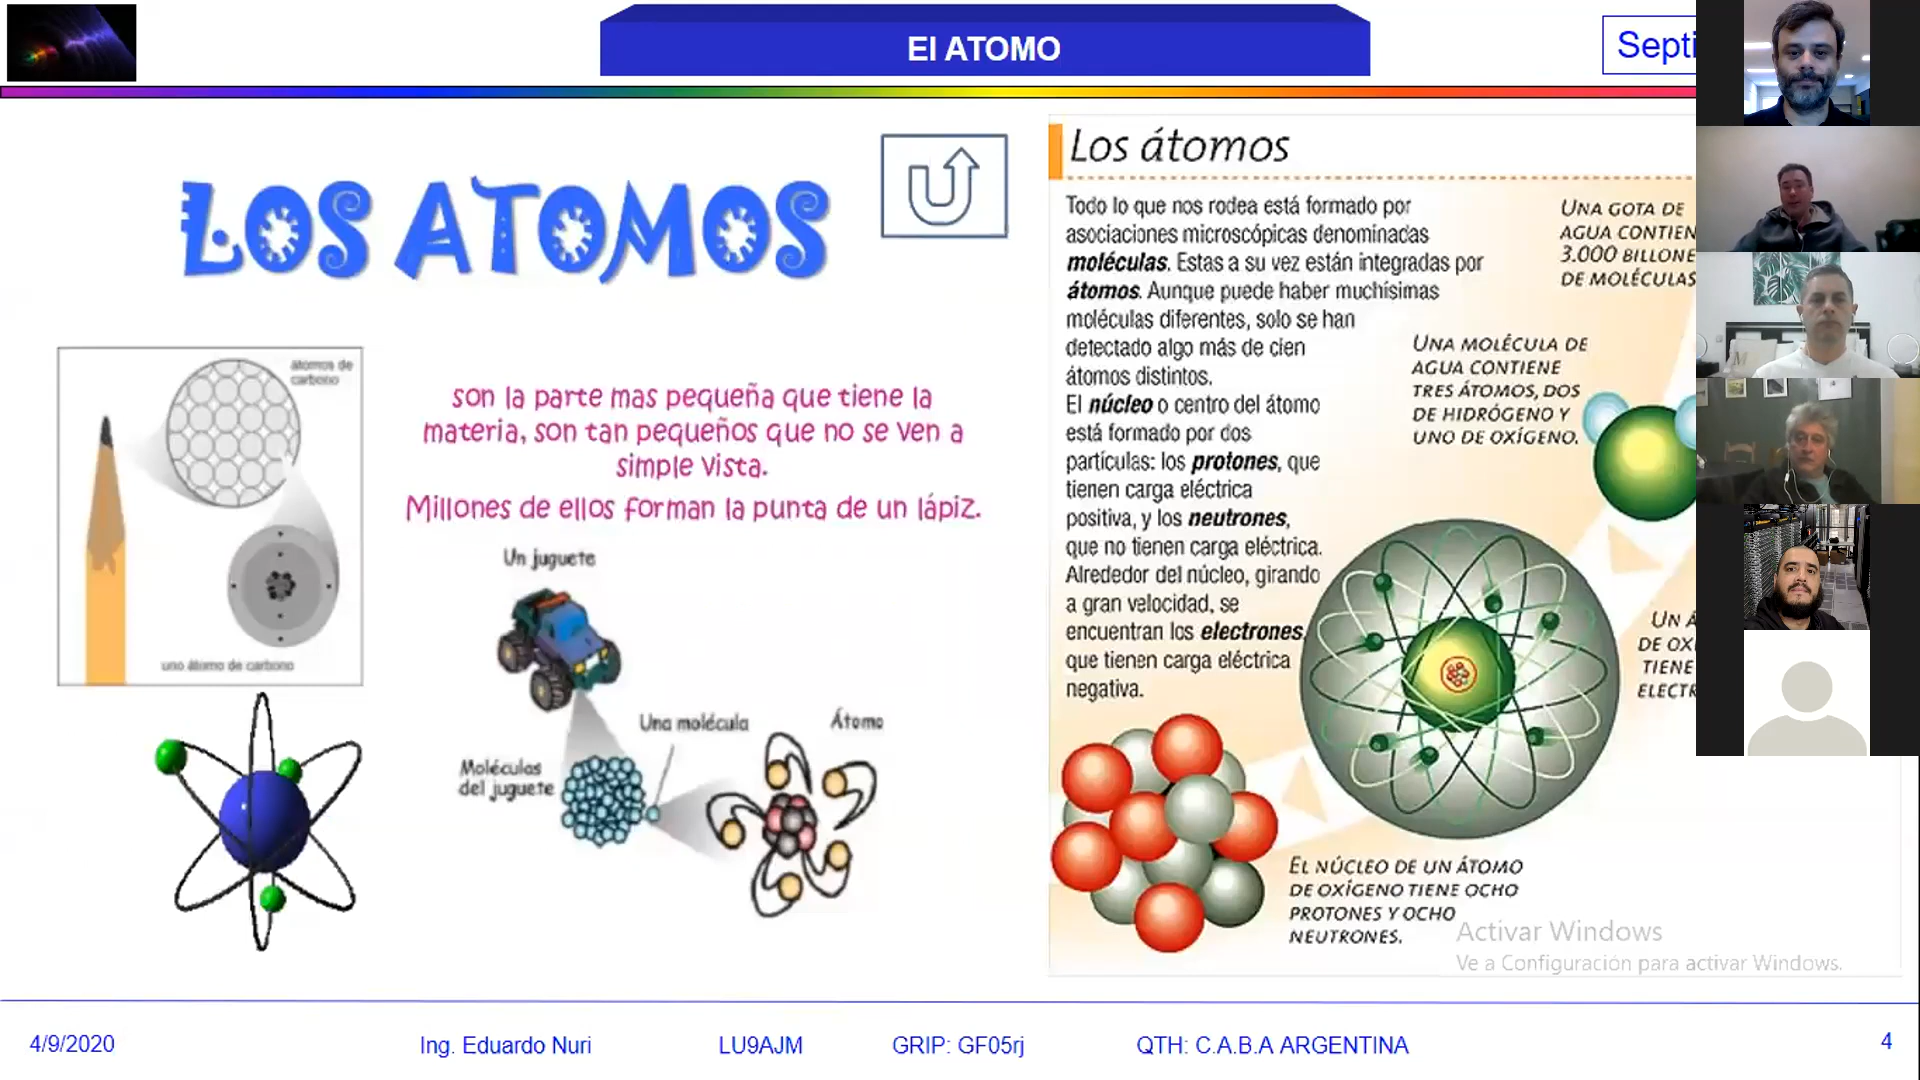 El ATOMO
Septi
LOS ATOMOS
átomos de
carbono
uno átomo de carbono
son la parte mas pequeña que tiene la
materia, son tan pequeños que no se ven a
simple vista.
Millones de ellos forman la punta de un lápiz.
Un juguete
Una molécula
Átomo
Moléculas
del juguete
Los átomos
Todo lo que nos rodea está formado por
asociaciones microscópicas denominadas
moléculas. Estas a su vez están integradas por
átomos. Aunque puede haber muchísimas
moléculas diferentes, solo se han
detectado algo más de cien
átomos distintos.
El núcleo o centro del átomo
está formado por dos
partículas: los protones, que
tienen carga eléctrica
positiva, y los neutrones,
que no tienen carga eléctrica.
Alrededor del núcleo, girando
a gran velocidad, se
encuentran los electrones,
que tienen carga eléctrica
negativa.
UNA GOTA DE
AGUA CONTIEN
3.000 BILLONE
DE MOLÉCULAS
UNA MOLÉCULA DE
AGUA CONTIENE
TRES ÁTOMOS, DOS
DE HIDRÓGENO Y
UNO DE OXÍGENO.
UN Á
DE OX
TIENE
ELECTR
EL NÚCLEO DE UN ÁTOMO
DE OXÍGENO TIENE OCHO
PROTONES Y OCHO
NEUTRONES.
Activar Windows
Ve a Configuración para activar Windows.
4/9/2020
Ing. Eduardo Nuri
LU9AJM
GRIP: GF05rj
QTH: C.A.B.A ARGENTINA
4